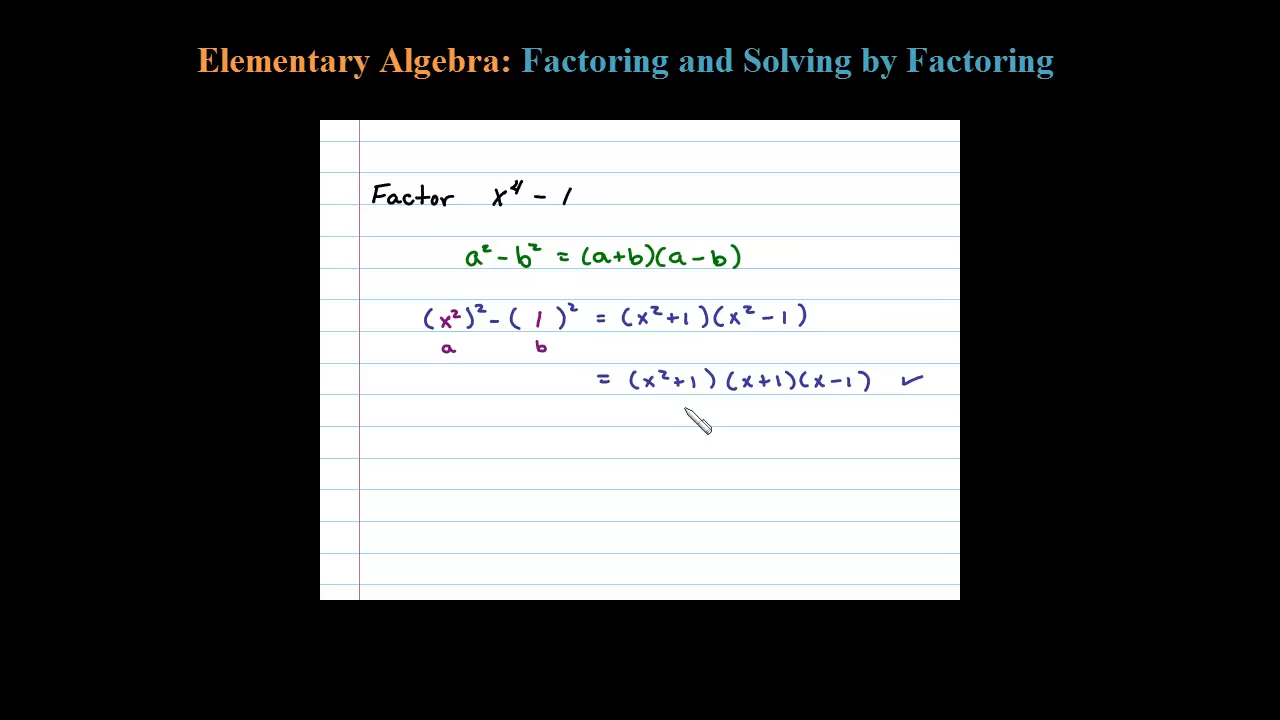 Elementary Algebra: Factoring and Solving by Factoring
Factor x⁴ - 1
a² - b² = (a+b)(a-b)
(x²)² - ( 1 )² = (x²+1)(x²-1)
a b
= (x²+1)(x+1)(x-1) ✓